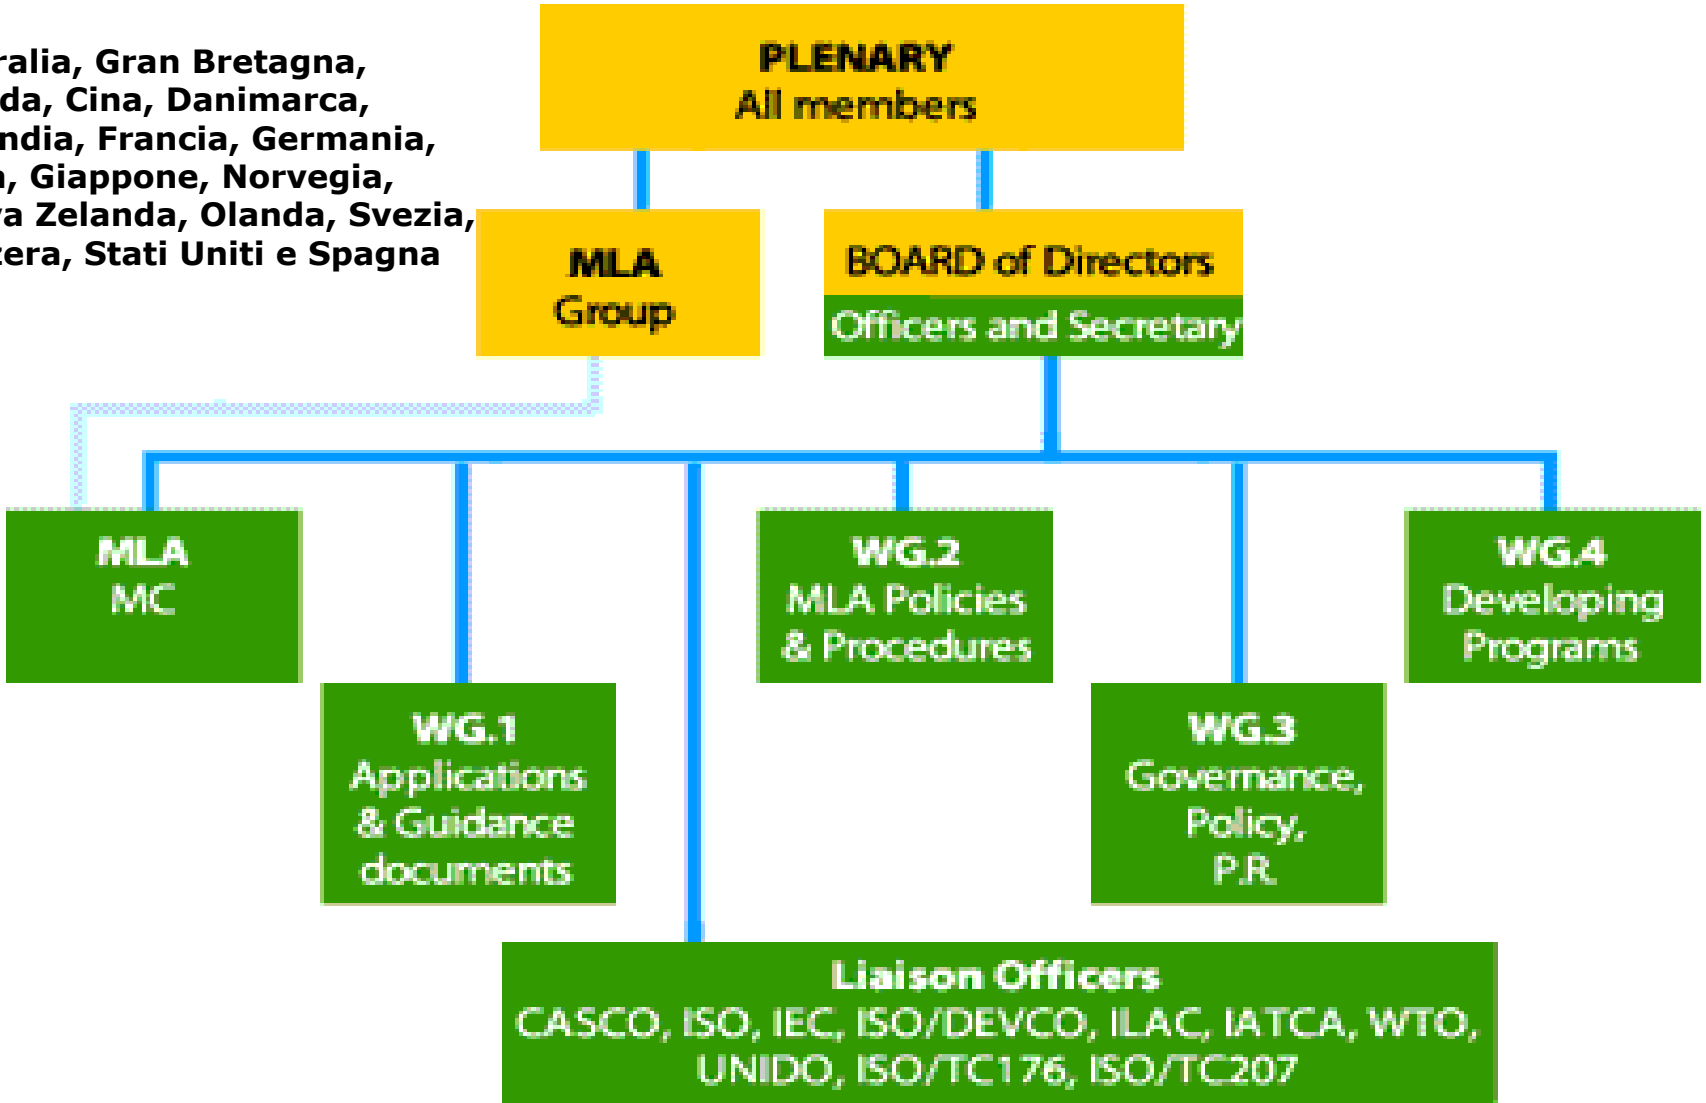 ralia, Gran Bretagna,
da, Cina, Danimarca,
ndia, Francia, Germania,
, Giappone, Norvegia,
a Zelanda, Olanda, Svezia,
zera, Stati Uniti e Spagna
PLENARY
All members
MLA
Group
BOARD of Directors
Officers and Secretary
MLA
MC
WG.2
MLA Policies
& Procedures
WG.4
Developing
Programs
WG.1
Applications
& Guidance
documents
WG.3
Governance,
Policy,
P.R.
Liaison Officers
CASCO, ISO, IEC, ISO/DEVCO, ILAC, IATCA, WTO,
UNIDO, ISO/TC176, ISO/TC207